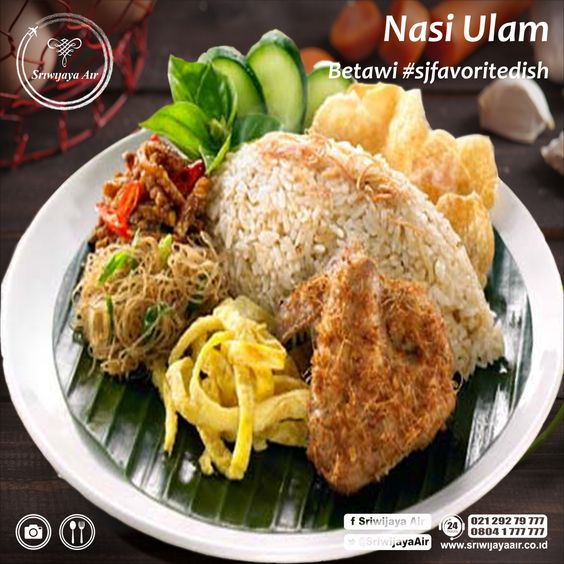 Sriwijaya Air
Nasi Ulam
Betawi #sjfavoritedish
f Sriwijaya Air
@SriwijayaAir
24
021 292 79 777
0804 1 777 777
www.sriwijayaair.co.id